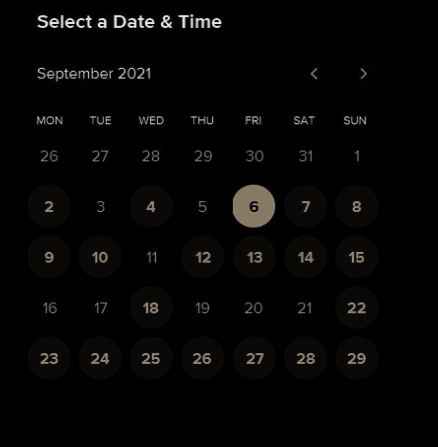 Select a Date & Time
September 2021
MON TUE WED THU FRI SAT SUN
26 27 28 29 30 31 1
2 3 4 5 6 7 8
9 10 11 12 13 14 15
16 17 18 19 20 21 22
23 24 25 26 27 28 29